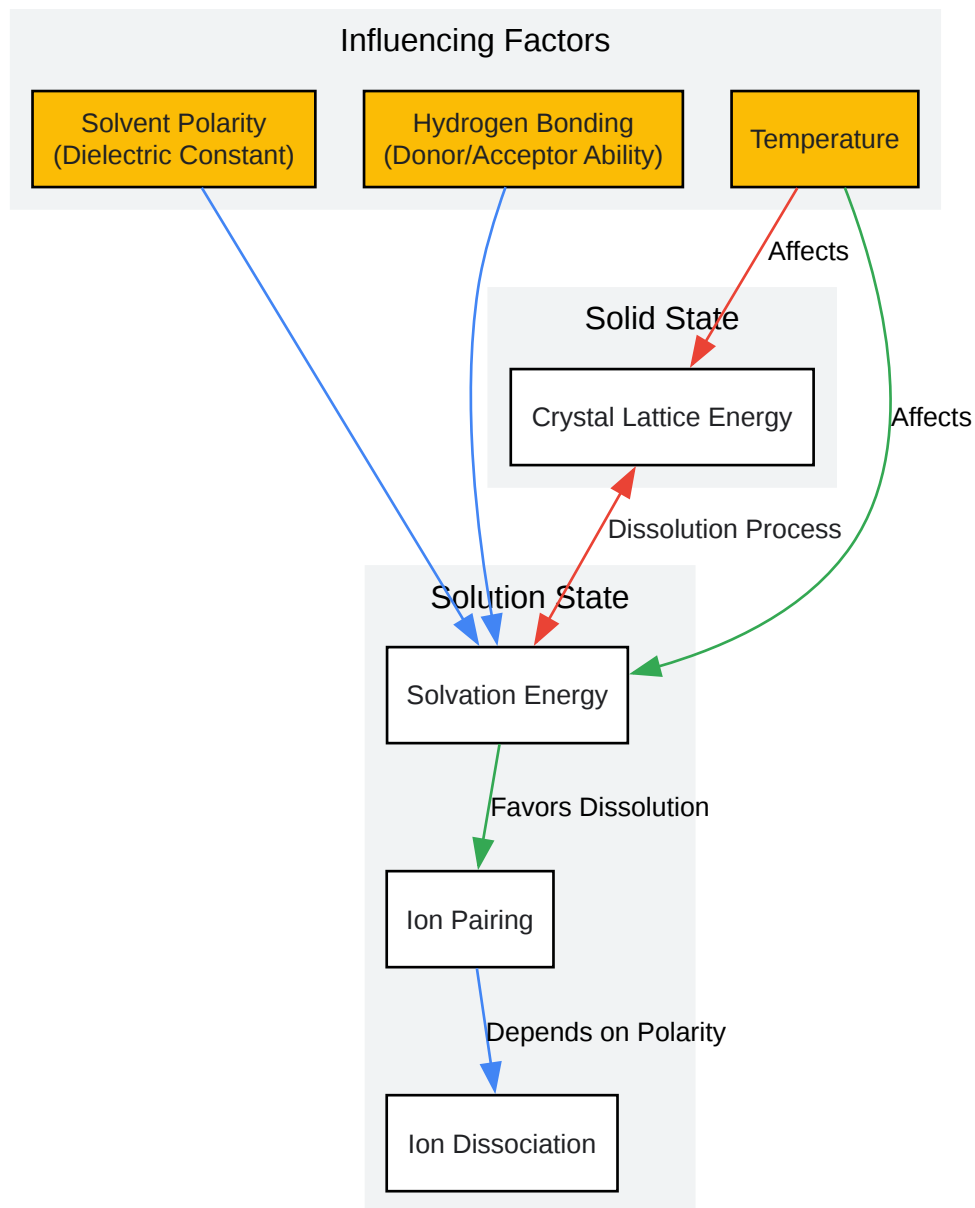 Influencing Factors
Solvent Polarity
(Dielectric Constant)
Hydrogen Bonding
(Donor/Acceptor Ability)
Temperature
Affects
Solid State
Crystal Lattice Energy
Affects
Dissolution Process
Solution State
Solvation Energy
Favors Dissolution
Ion Pairing
Depends on Polarity
Ion Dissociation